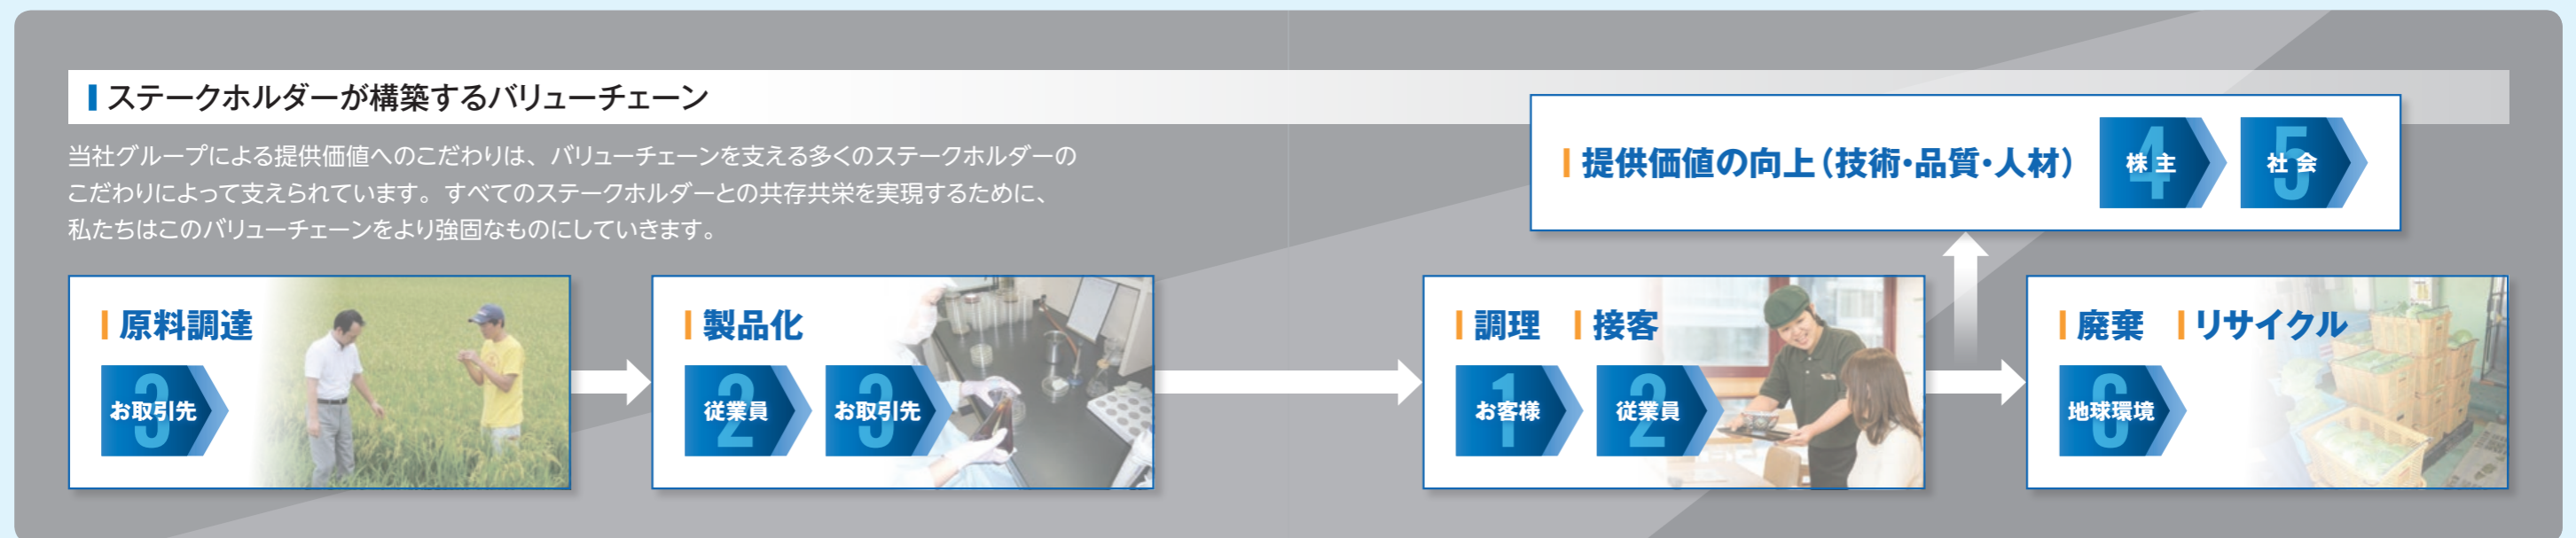 ステークホルダーが構築するバリューチェーン
当社グループによる提供価値へのこだわりは、バリューチェーンを支える多くのステークホルダーの
こだわりによって支えられています。すべてのステークホルダーとの共存共栄を実現するために、
私たちはこのバリューチェーンをより強固なものにしていきます。
提供価値の向上（技術・品質・人材）
4 株主
5 社会
原料調達
3 お取引先
製品化
2 従業員
3 お取引先
調理 接客
1 お客様
2 従業員
廃棄 リサイクル
6 地球環境